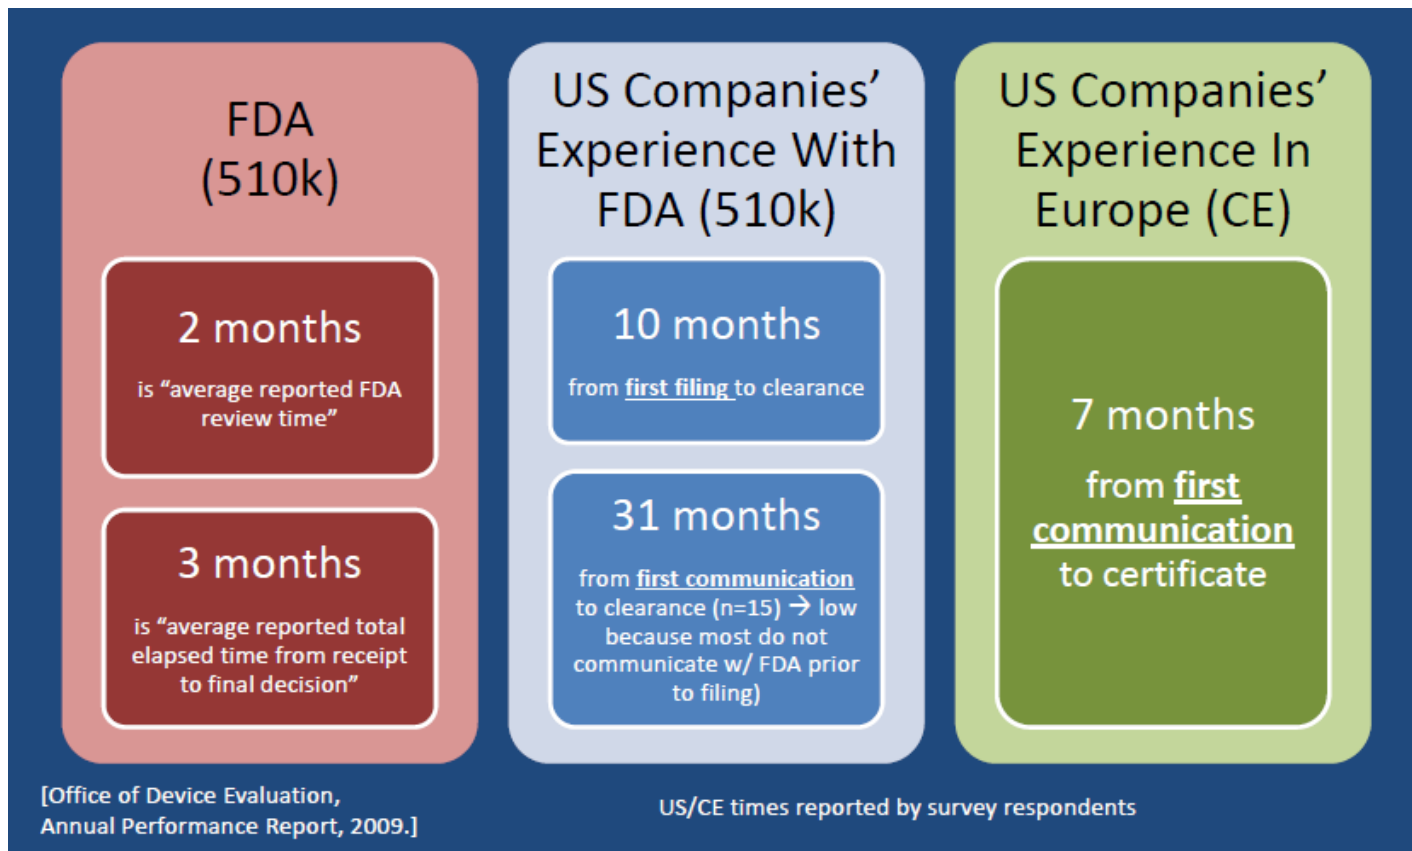 FDA
(510k)
2 months
is “average reported FDA
review time”
3 months
is “average reported total
elapsed time from receipt
to final decision”
US Companies’
Experience With
FDA (510k)
10 months
from first filing to clearance
31 months
from first communication
to clearance (n=15) → low
because most do not
communicate w/ FDA prior
to filing)
US Companies’
Experience In
Europe (CE)
7 months
from first
communication
to certificate
[Office of Device Evaluation,
Annual Performance Report, 2009.]
US/CE times reported by survey respondents